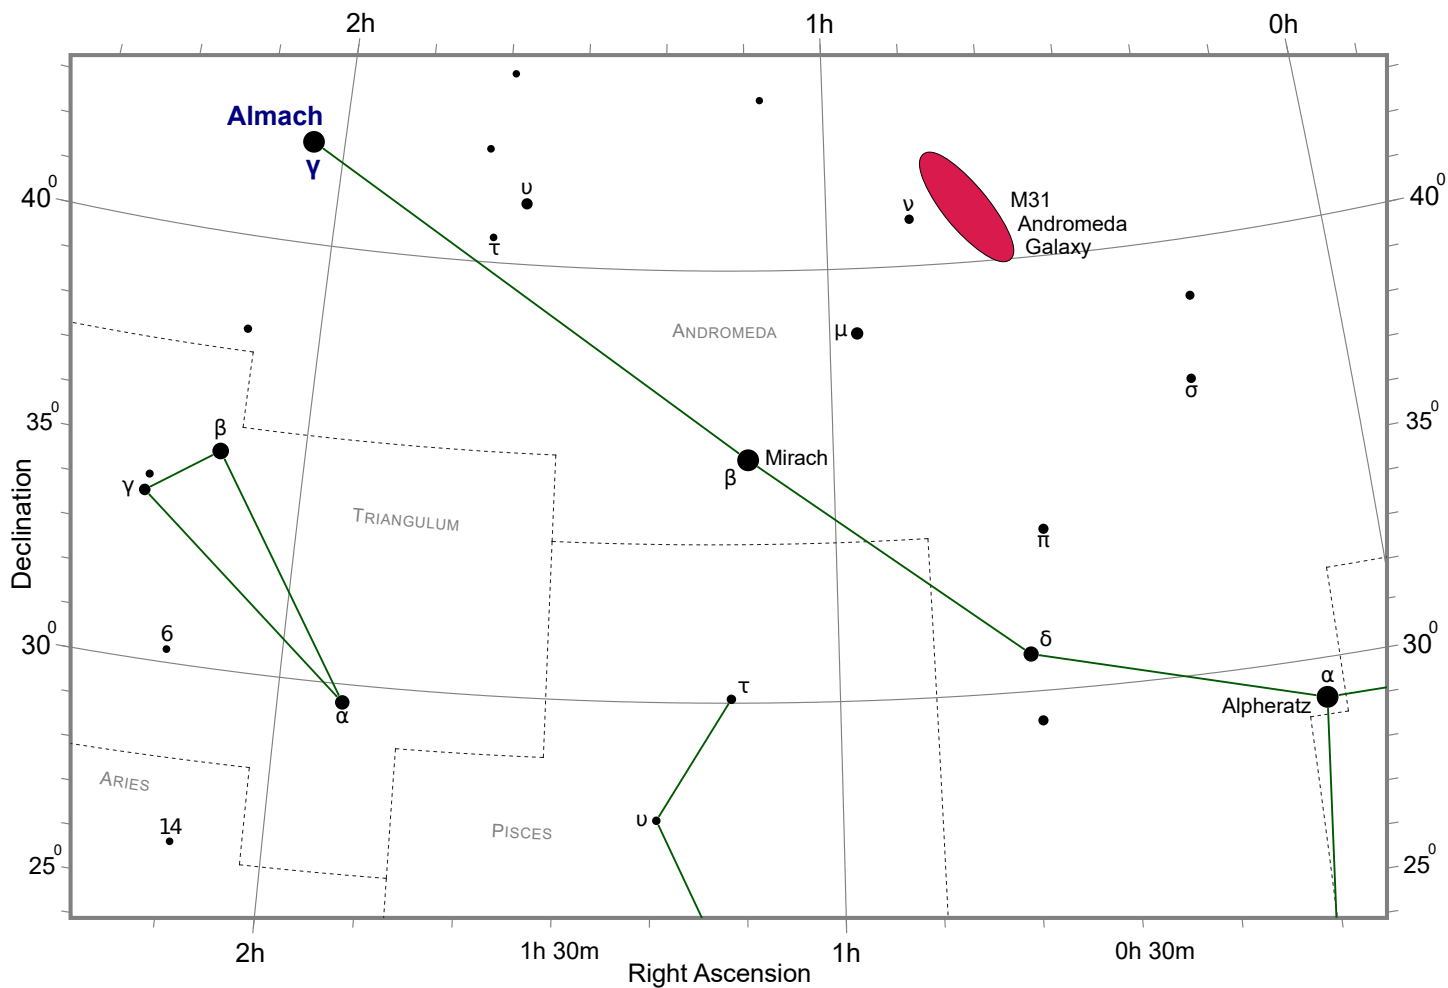 2h
1h
0h
Almach
γ
υ
τ
ν
M31
Andromeda
Galaxy
40⁰
40⁰
ANDROMEDA
μ
σ
35⁰
35⁰
β
Mirach
β
γ
TRIANGULUM
π
Declination
6
δ
30⁰
30⁰
α
Alpheratz
τ
α
ARIES
14
υ
PISCES
25⁰
25⁰
2h
1h 30m
1h
0h 30m
Right Ascension